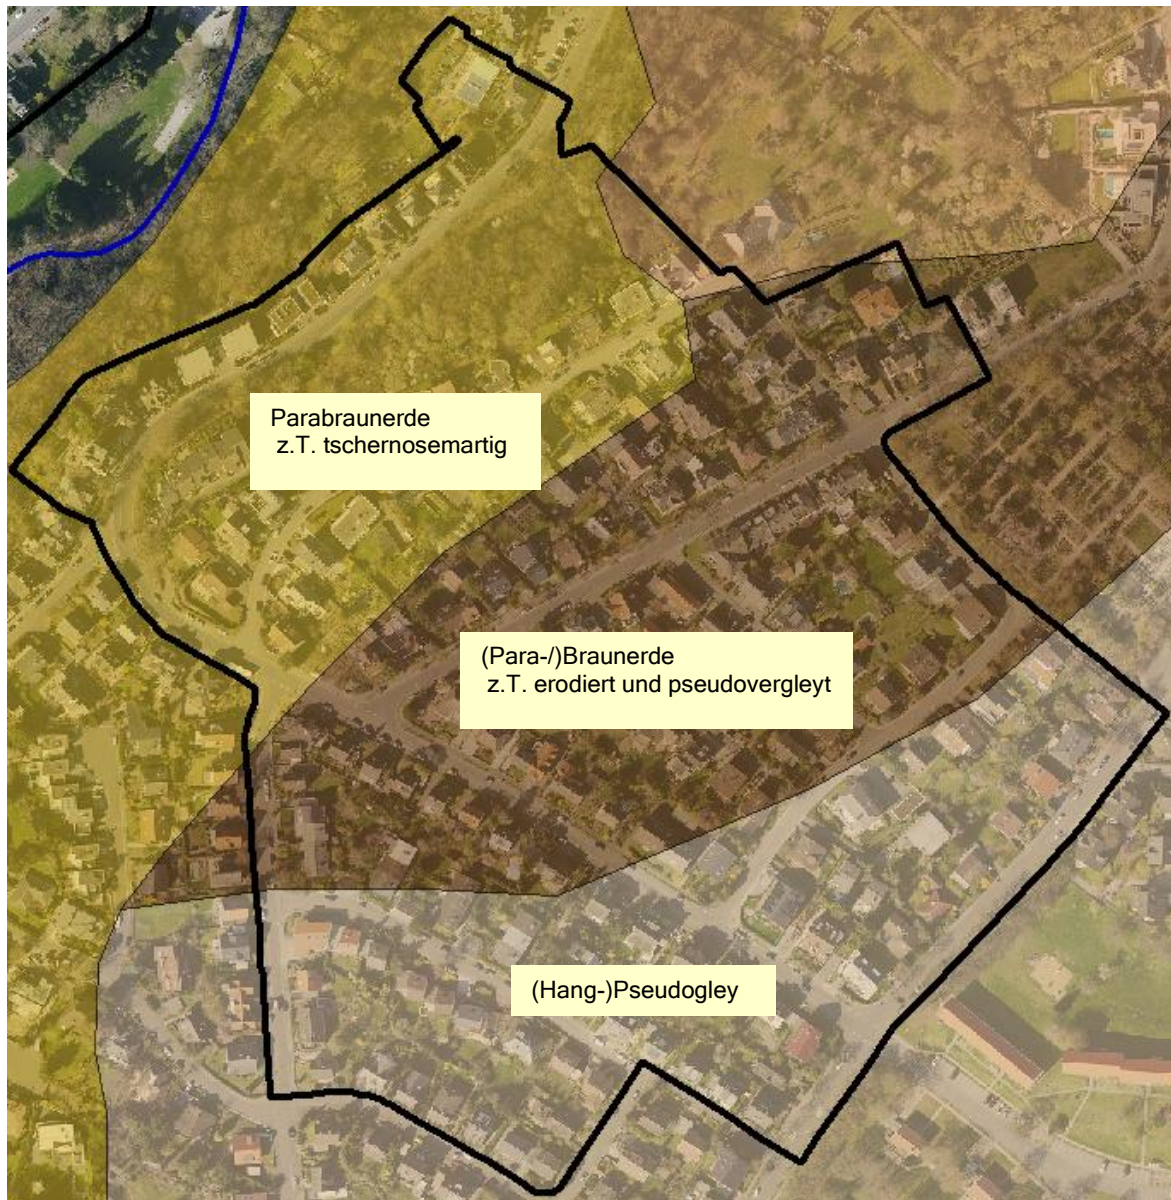 Parabraunerde
z.T. tschernosemartig
(Para-/)Braunerde
z.T. erodiert und pseudovergleyt
(Hang-)Pseudogley